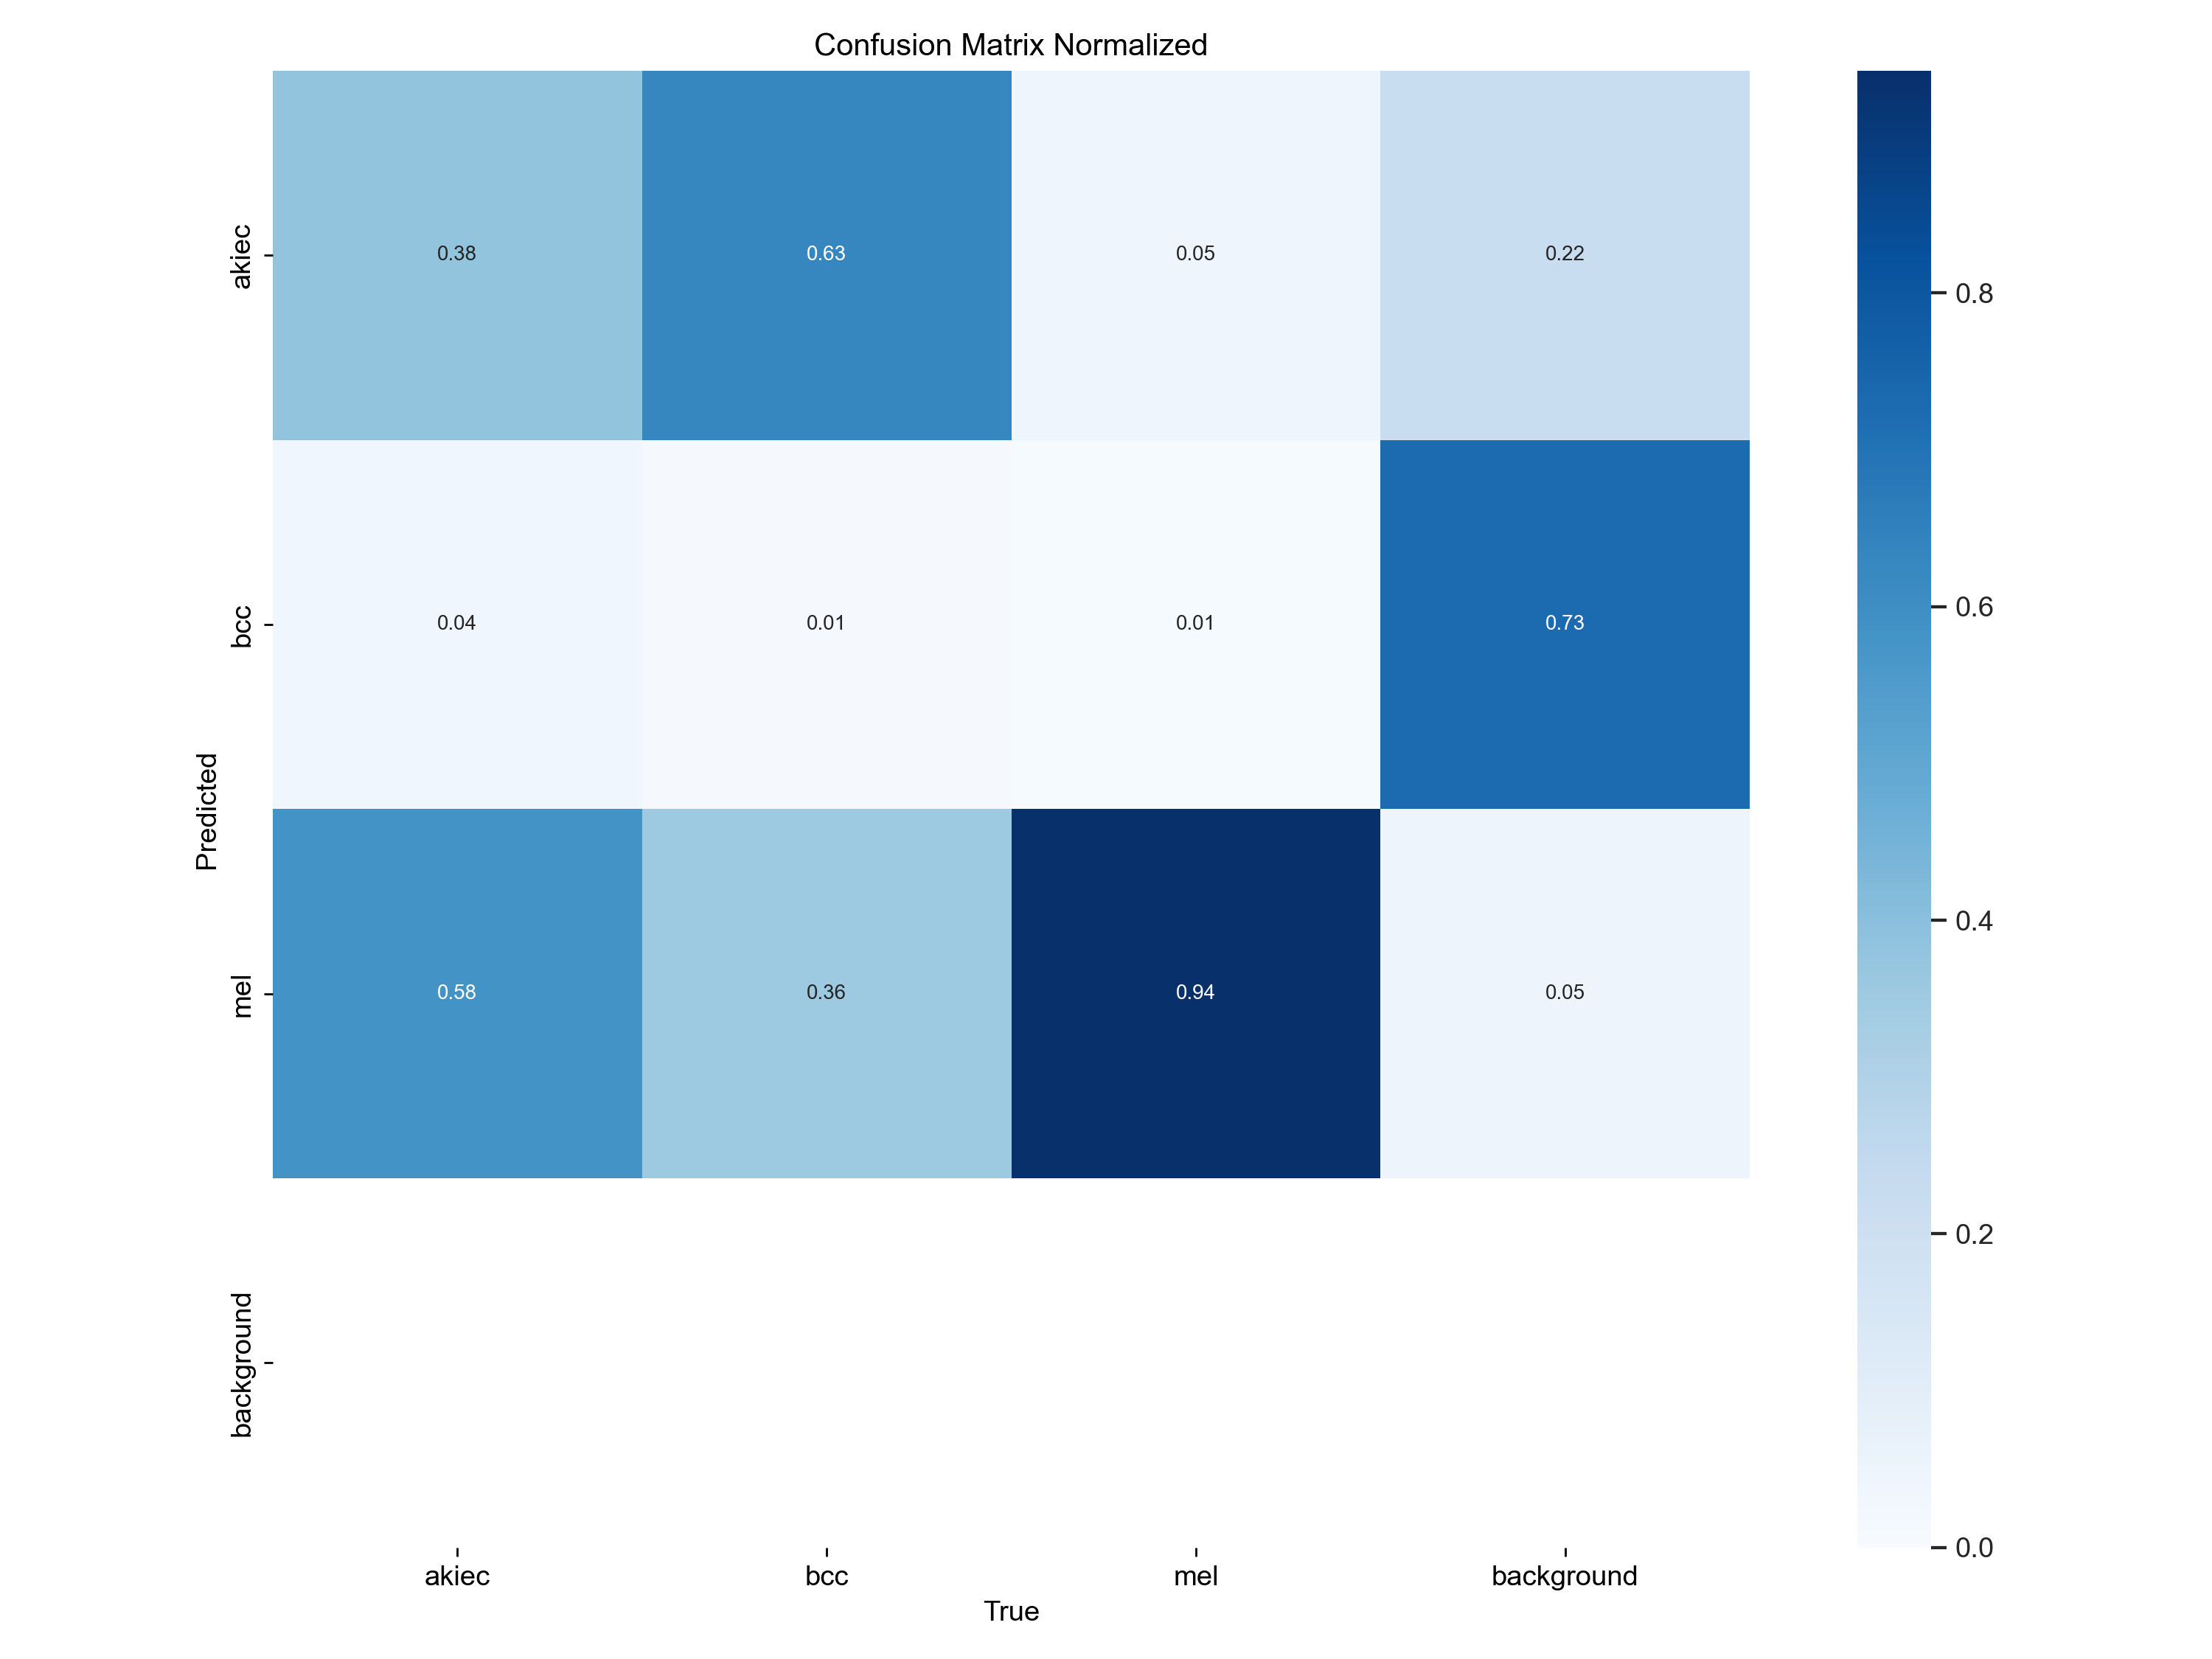 Confusion Matrix Normalized
akiec
0.38 0.63 0.05 0.22
bcc
0.04 0.01 0.01 0.73
mel
0.58 0.36 0.94 0.05
background
Predicted
akiec bcc mel background
True
0.8
0.6
0.4
0.2
0.0